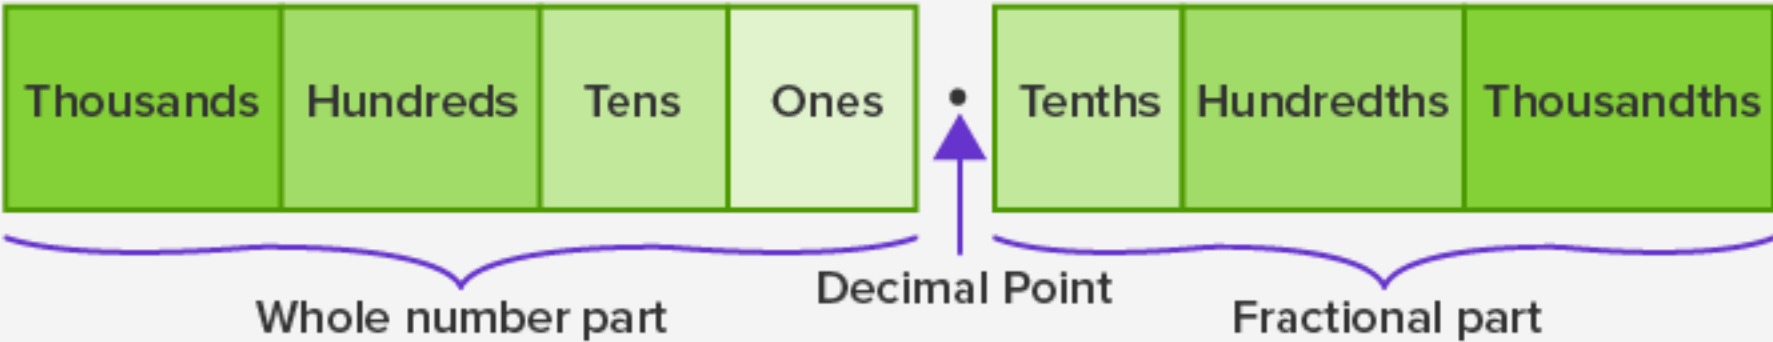 Thousands Hundreds Tens Ones . Tenths Hundredths Thousandths
Decimal Point
Whole number part Fractional part